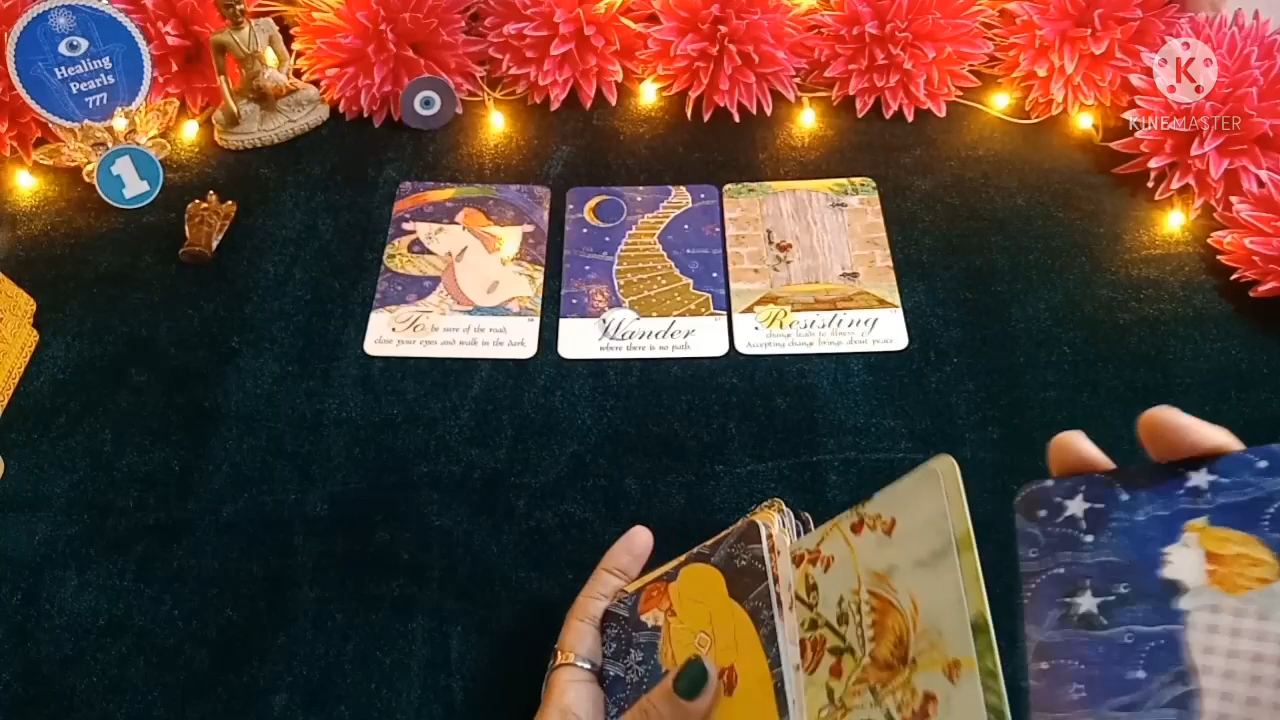 Healing
Pearls
777
K
KINEMASTER
1
To be sure of the road,
close your eyes and walk in the dark.
Wander
where there is no path.
Resisting
change leads to illness.
Accepting change brings about peace